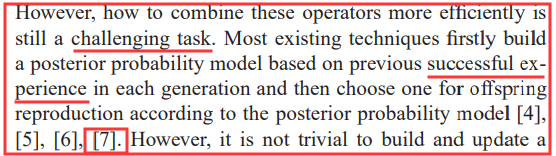 However, how to combine these operators more efficiently is
still a challenging task. Most existing techniques firstly build
a posterior probability model based on previous successful ex-
perience in each generation and then choose one for offspring
reproduction according to the posterior probability model [4],
[5], [6], [7]. However, it is not trivial to build and update a